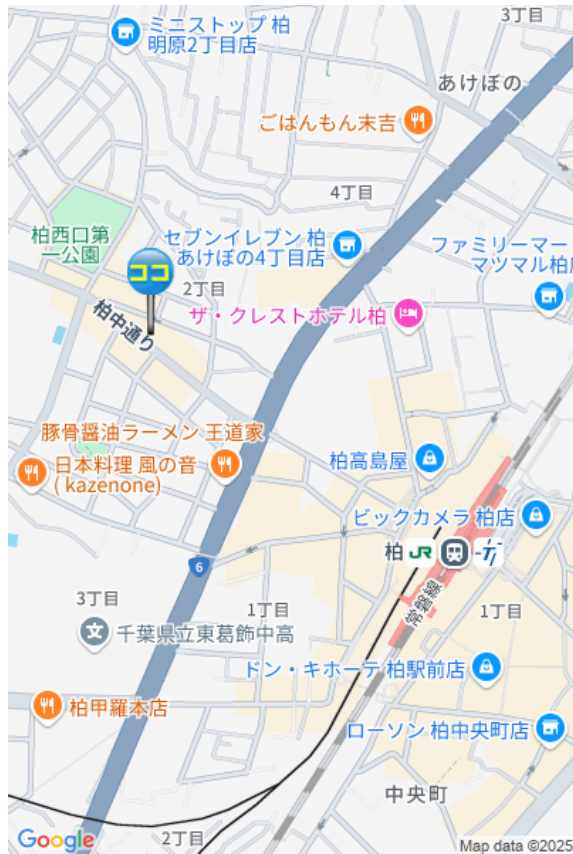 ミニストップ 柏
明原2丁目店
3丁目
あけぼの
ごはんもん末吉
4丁目
柏西口第
一公園
セブンイレブン 柏
あけぼの4丁目店
ファミリーマー
マツマル柏店
ココ
2丁目
ザ・クレストホテル柏
柏中通り
豚骨醤油ラーメン 王道家
日本料理 風の音
(kazenone)
柏高島屋
ビックカメラ 柏店
柏 JR
6
常磐線
3丁目
1丁目
1丁目
千葉県立東葛飾中高
ドン・キホーテ 柏駅前店
柏甲羅本店
ローソン 柏中央町店
中央町
2丁目
Google
Map data ©2025